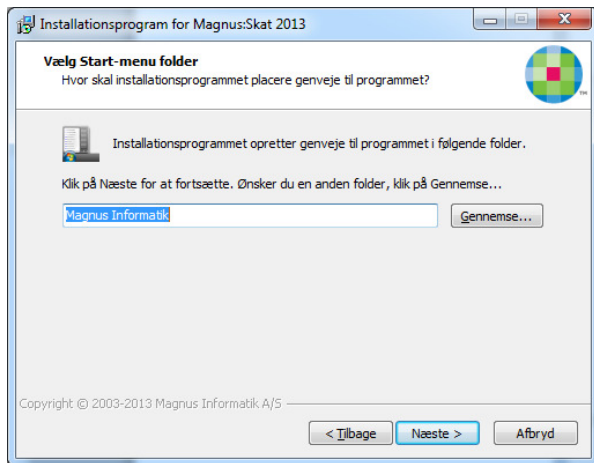 Installationsprogram for Magnus:Skat 2013
Vælg Start-menu folder
Hvor skal installationsprogrammet placere genveje til programmet?
TM
Installationsprogrammet opretter genveje til programmet i følgende folder.
Klik på Næste for at fortsætte. Ønsker du en anden folder, klik på Gennemse...
Magnus Informatik
Gennemse...
Copyright © 2003-2013 Magnus Informatik A/S
< Tilbage
Næste >
Afbryd